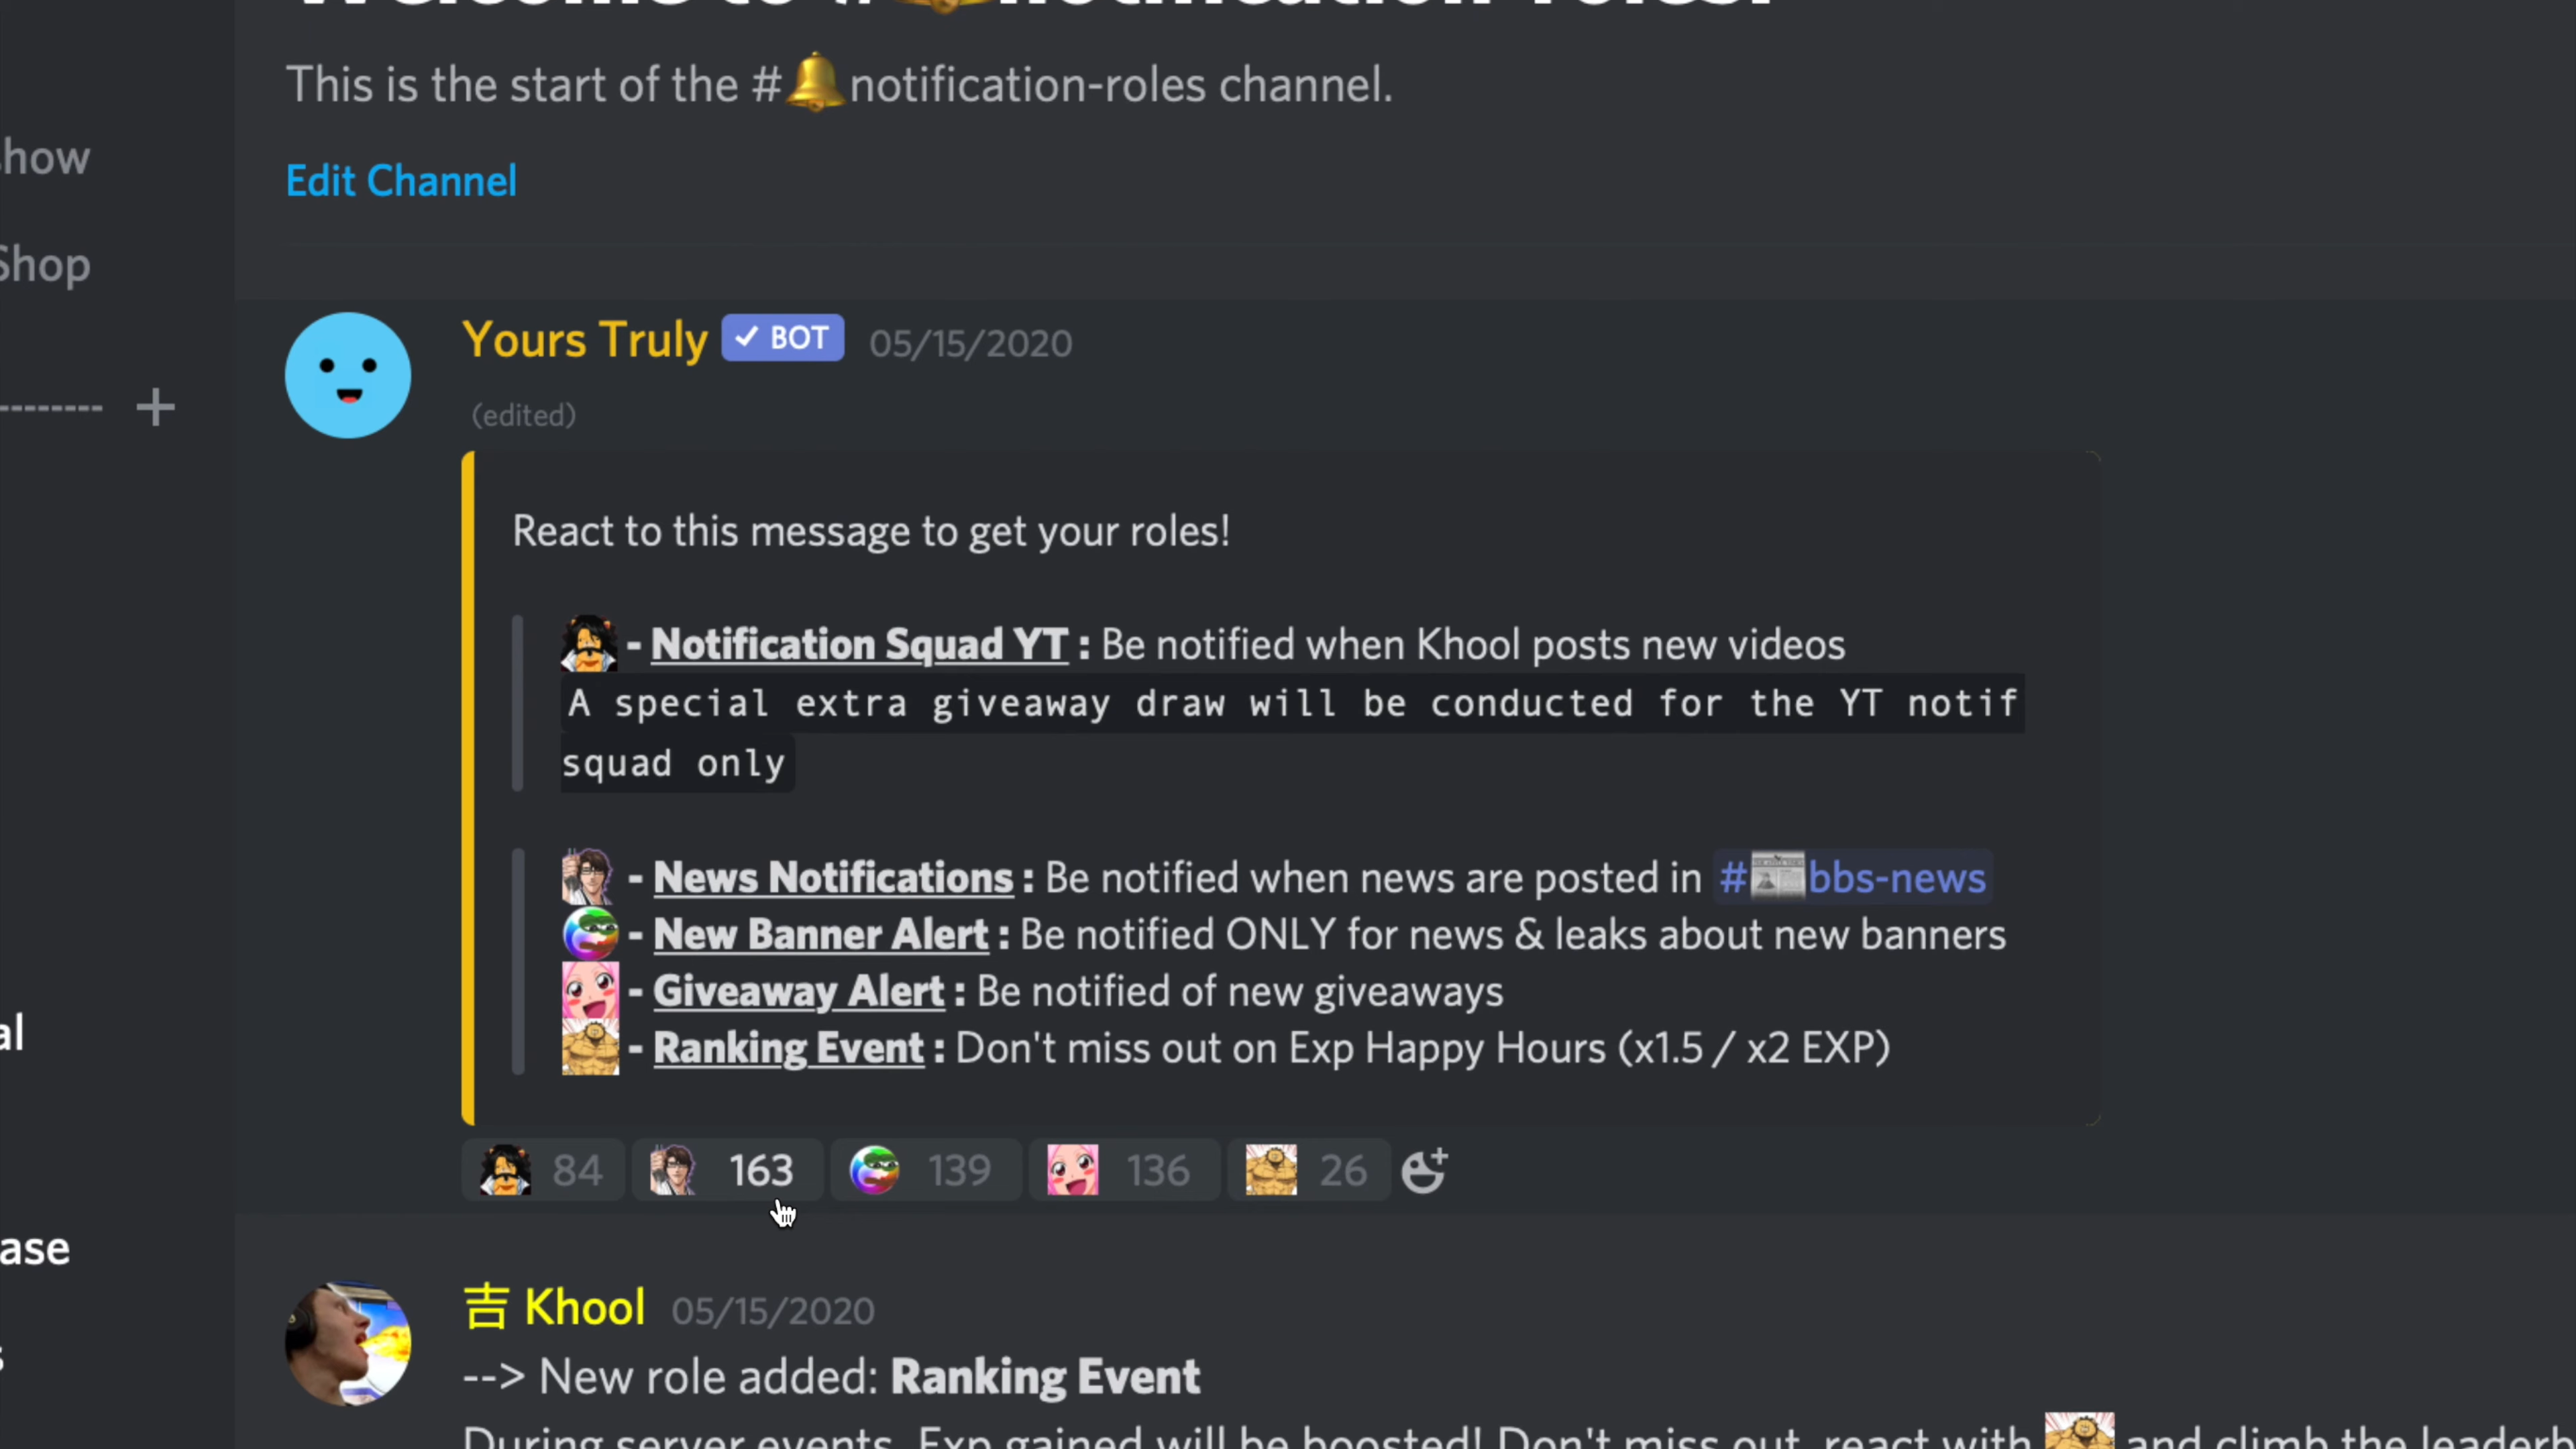 This is the start of the #🔔notification-roles channel.
how
Edit Channel
Shop
Yours Truly ✓ BOT 05/15/2020
-------- +
(edited)
React to this message to get your roles!
- Notification Squad YT : Be notified when Khool posts new videos
A special extra giveaway draw will be conducted for the YT notif
squad only
- News Notifications : Be notified when news are posted in #📰bbs-news
- New Banner Alert : Be notified ONLY for news & leaks about new banners
- Giveaway Alert : Be notified of new giveaways
al
- Ranking Event : Don't miss out on Exp Happy Hours (x1.5 / x2 EXP)
84 163 139 136 26
ase
吉 Khool 05/15/2020
--> New role added: Ranking Event
During server events, Exp gained will be boosted! Don't miss out, react with and climb the leaderb